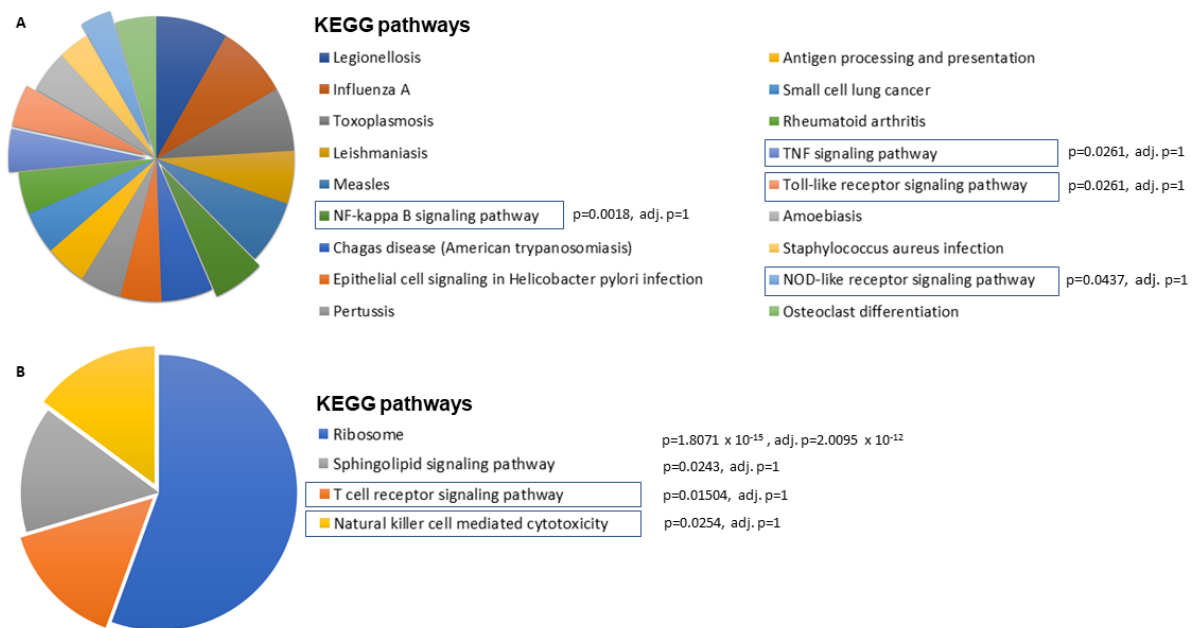 A
KEGG pathways
Legionellosis
Influenza A
Toxoplasmosis
Leishmaniasis
Measles
NF-kappa B signaling pathway p=0.0018, adj. p=1
Chagas disease (American trypanosomiasis)
Epithelial cell signaling in Helicobacter pylori infection
Pertussis
Antigen processing and presentation
Small cell lung cancer
Rheumatoid arthritis
TNF signaling pathway p=0.0261, adj. p=1
Toll-like receptor signaling pathway p=0.0261, adj. p=1
Amoebiasis
Staphylococcus aureus infection
NOD-like receptor signaling pathway p=0.0437, adj. p=1
Osteoclast differentiation
B
KEGG pathways
Ribosome p=1.8071 x 10⁻¹⁵ , adj. p=2.0095 x 10⁻¹²
Sphingolipid signaling pathway p=0.0243, adj. p=1
T cell receptor signaling pathway p=0.01504, adj. p=1
Natural killer cell mediated cytotoxicity p=0.0254, adj. p=1